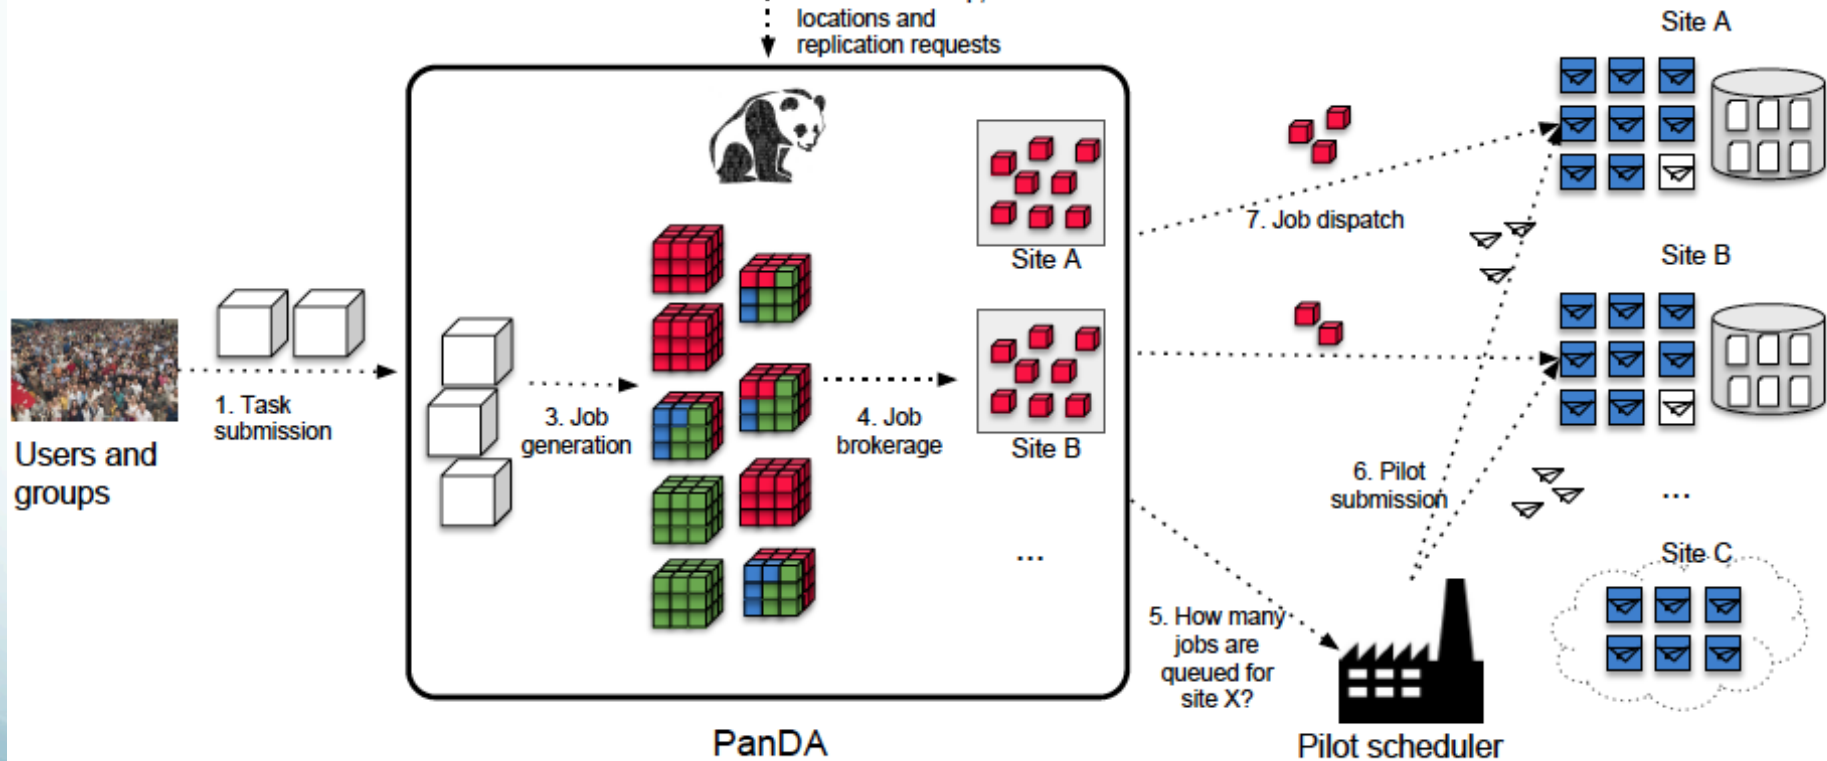 locations and
replication requests
Site A
7. Job dispatch
Site A
Site B
1. Task
submission
3. Job
generation
4. Job
brokerage
Site B
Users and
groups
6. Pilot
submission
...
...
Site C
5. How many
jobs are
queued for
site X?
PanDA
Pilot scheduler